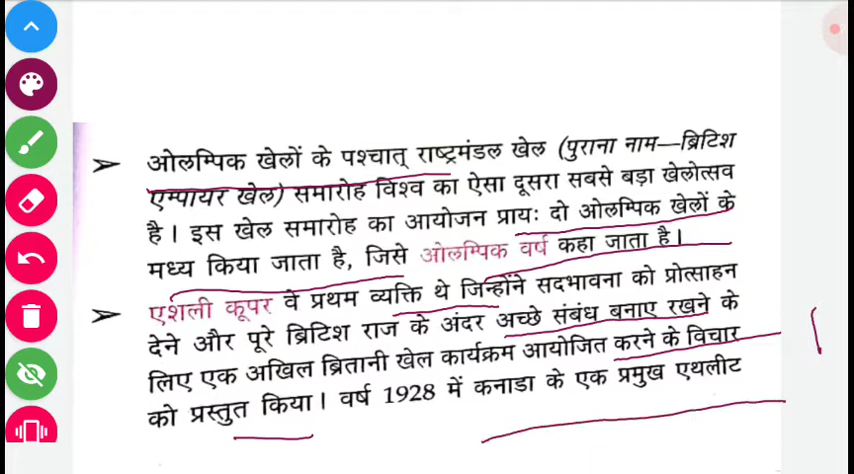 ➢ ओलम्पिक खेलों के पश्चात् राष्ट्रमंडल खेल (पुराना नाम—ब्रिटिश
एम्पायर खेल) समारोह विश्व का ऐसा दूसरा सबसे बड़ा खेलोत्सव
है। इस खेल समारोह का आयोजन प्रायः दो ओलम्पिक खेलों के
मध्य किया जाता है, जिसे ओलम्पिक वर्ष कहा जाता है।
➢ एशली कूपर वे प्रथम व्यक्ति थे जिन्होंने सदभावना को प्रोत्साहन
देने और पूरे ब्रिटिश राज के अंदर अच्छे संबंध बनाए रखने के
लिए एक अखिल ब्रितानी खेल कार्यक्रम आयोजित करने के विचार
को प्रस्तुत किया। वर्ष 1928 में कनाडा के एक प्रमुख एथलीट